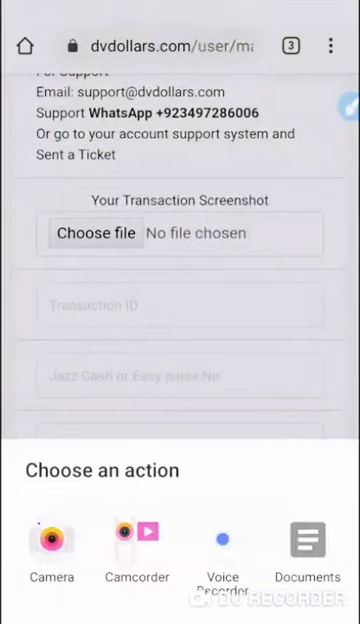 dvdollars.com/user/ma
3
For Support
Email: support@dvdollars.com
Support WhatsApp +923497286006
Or go to your account support system and
Sent a Ticket
Your Transaction Screenshot
Choose file No file chosen
Transaction ID
Jazz Cash or Easy paisa No
Choose an action
Camera
Camcorder
Voice
Recorder
Documents
DU RECORDER